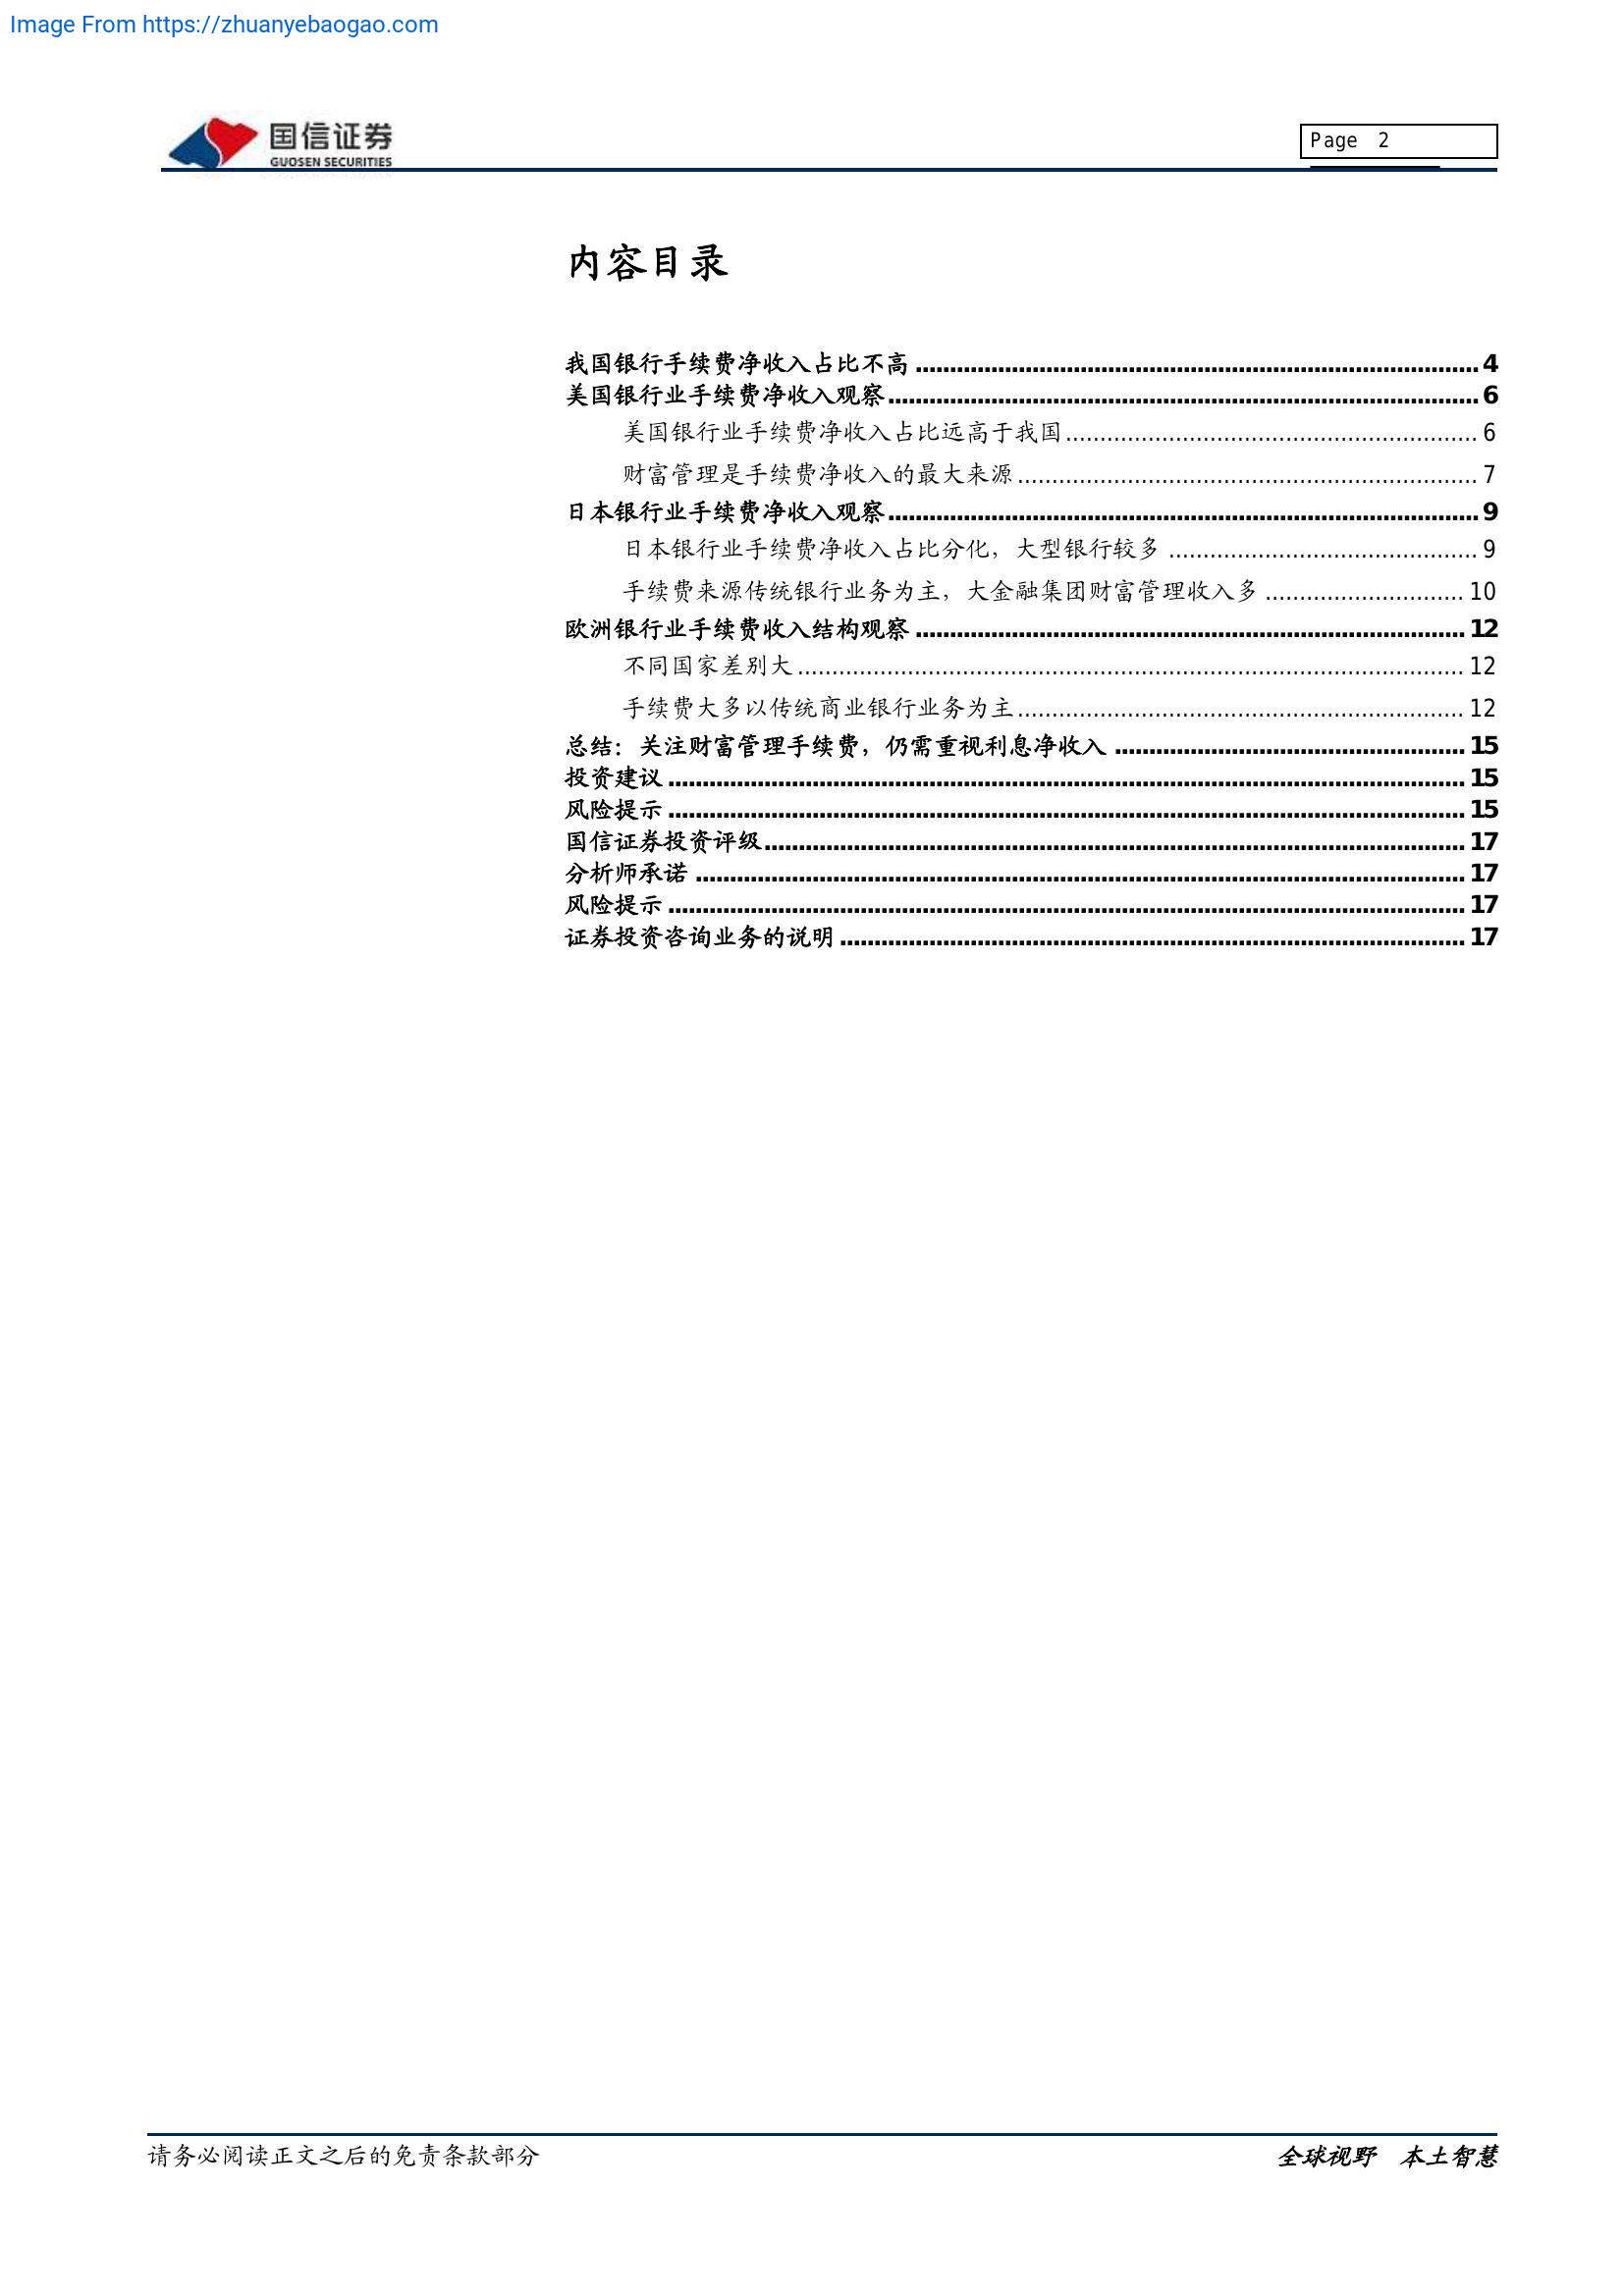 Image From https://zhuanyebaogao.com
国信证券
GUOSEN SECURITIES
Page 2
内容目录
我国银行手续费净收入占比不高 ........ 4
美国银行业手续费净收入观察 ........ 6
美国银行业手续费净收入占比远高于我国 ........ 6
财富管理是手续费净收入的最大来源 ........ 7
日本银行业手续费净收入观察 ........ 9
日本银行业手续费净收入占比分化，大型银行较多 ........ 9
手续费来源传统银行业务为主，大金融集团财富管理收入多 ........ 10
欧洲银行业手续费收入结构观察 ........ 12
不同国家差别大 ........ 12
手续费大多以传统商业银行业务为主 ........ 12
总结：关注财富管理手续费，仍需重视利息净收入 ........ 15
投资建议 ........ 15
风险提示 ........ 15
国信证券投资评级 ........ 17
分析师承诺 ........ 17
风险提示 ........ 17
证券投资咨询业务的说明 ........ 17
请务必阅读正文之后的免责条款部分
全球视野 本土智慧